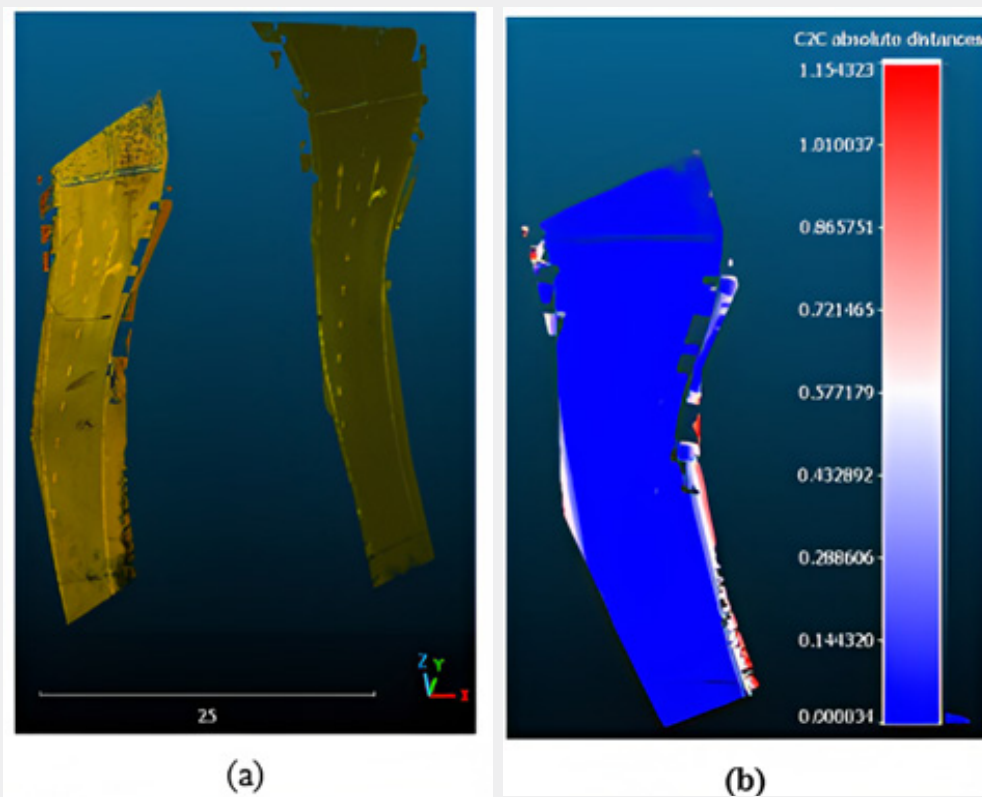 Z
Y
X
25
(a)
C2C absolute distances
1.154323
1.010037
0.865751
0.721465
0.577179
0.432892
0.288606
0.144320
0.000034
(b)